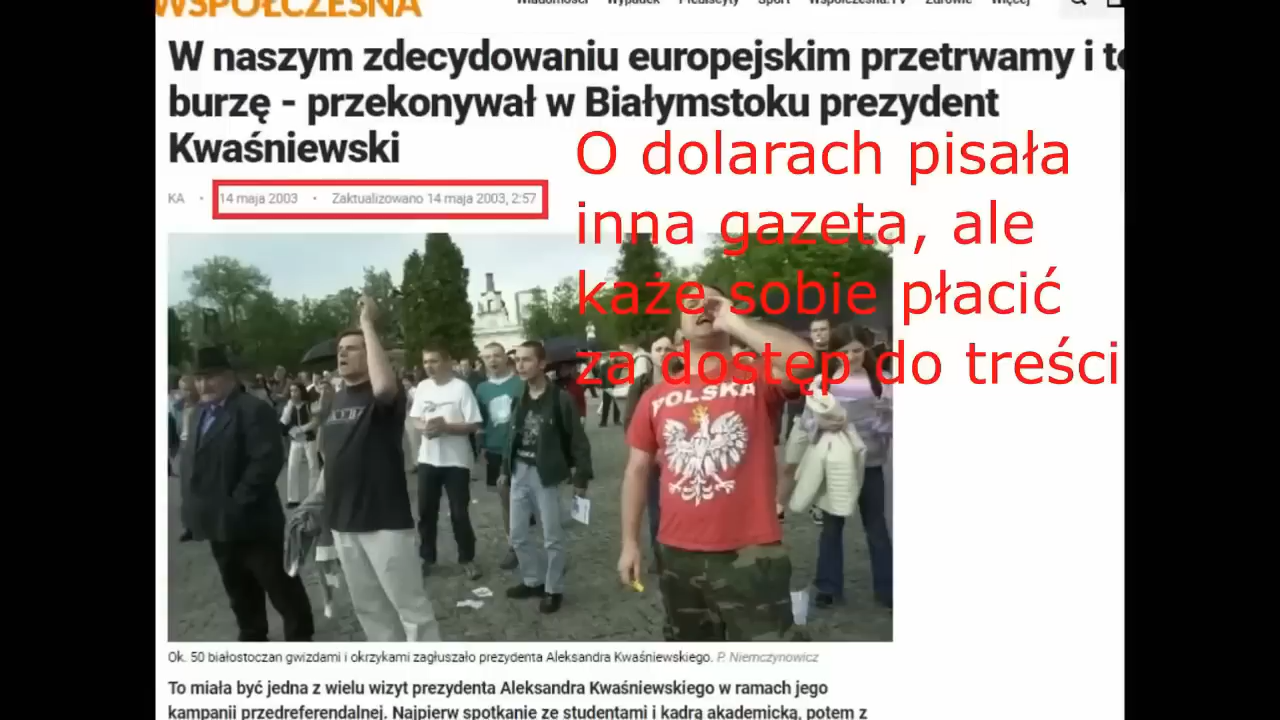 WSPÓŁCZESNA
Wiadomości Wypadek Plebiscyty Sport Współczesna.TV Zdrowie Więcej
W naszym zdecydowaniu europejskim przetrwamy i tę
burzę - przekonywał w Białymstoku prezydent
Kwaśniewski
KA • 14 maja 2003 • Zaktualizowano 14 maja 2003, 2:57
O dolarach pisała
inna gazeta, ale
każe sobie płacić
za dostęp do treści
POLSKA
Ok. 50 białostoczan gwizdami i okrzykami zagłuszało prezydenta Aleksandra Kwaśniewskiego. P. Niemczynowicz
To miała być jedna z wielu wizyt prezydenta Aleksandra Kwaśniewskiego w ramach jego
kampanii przedreferendalnej. Najpierw spotkanie ze studentami i kadrą akademicką, potem z